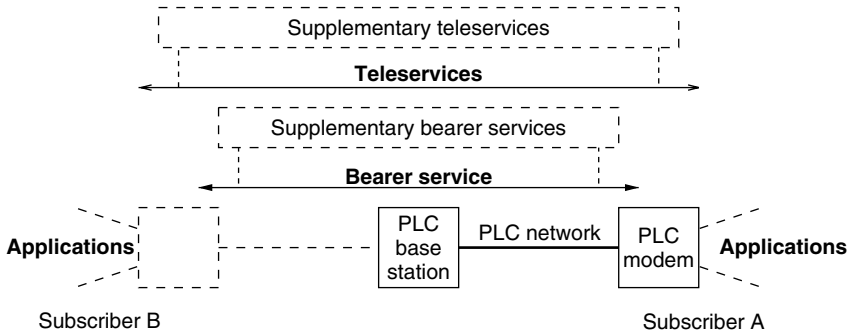 Supplementary teleservices
Teleservices
Supplementary bearer services
Bearer service
Applications
PLC
base
station
PLC network
PLC
modem
Applications
Subscriber B
Subscriber A